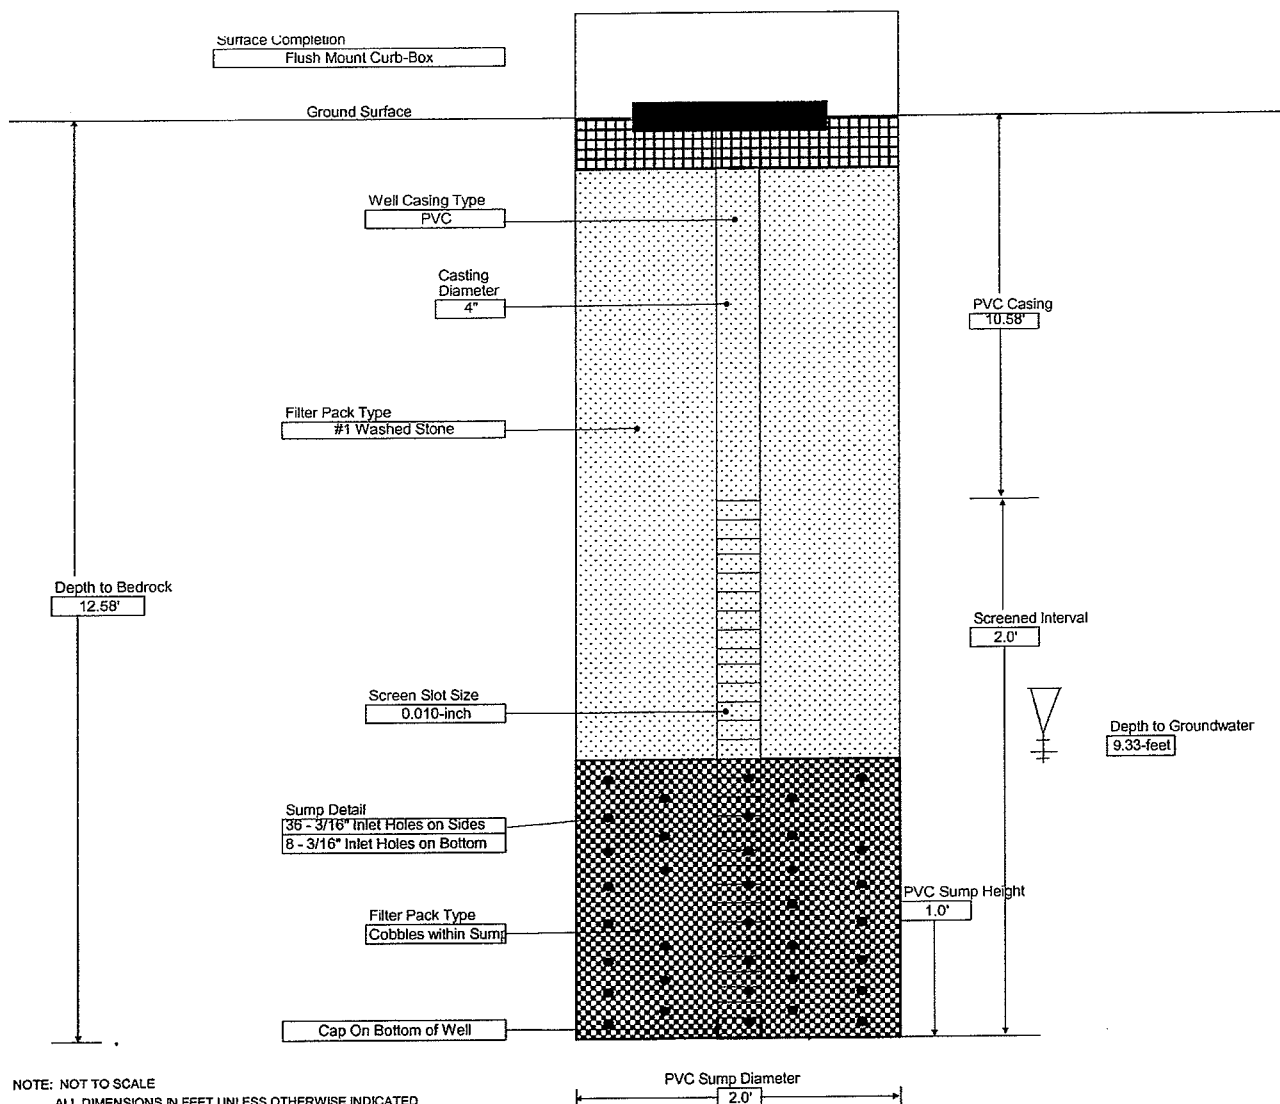 Surface Completion
Flush Mount Curb-Box
Ground Surface
Well Casing Type
PVC
Casting
Diameter
4"
PVC Casing
10.58'
Filter Pack Type
#1 Washed Stone
Depth to Bedrock
12.58'
Screened Interval
2.0'
Screen Slot Size
0.010-inch
Depth to Groundwater
9.33-feet
Sump Detail
36 - 3/16" Inlet Holes on Sides
8 - 3/16" Inlet Holes on Bottom
PVC Sump Height
1.0'
Filter Pack Type
Cobbles within Sump
Cap On Bottom of Well
NOTE: NOT TO SCALE
ALL DIMENSIONS IN FEET UNLESS OTHERWISE INDICATED
PVC Sump Diameter
2.0'